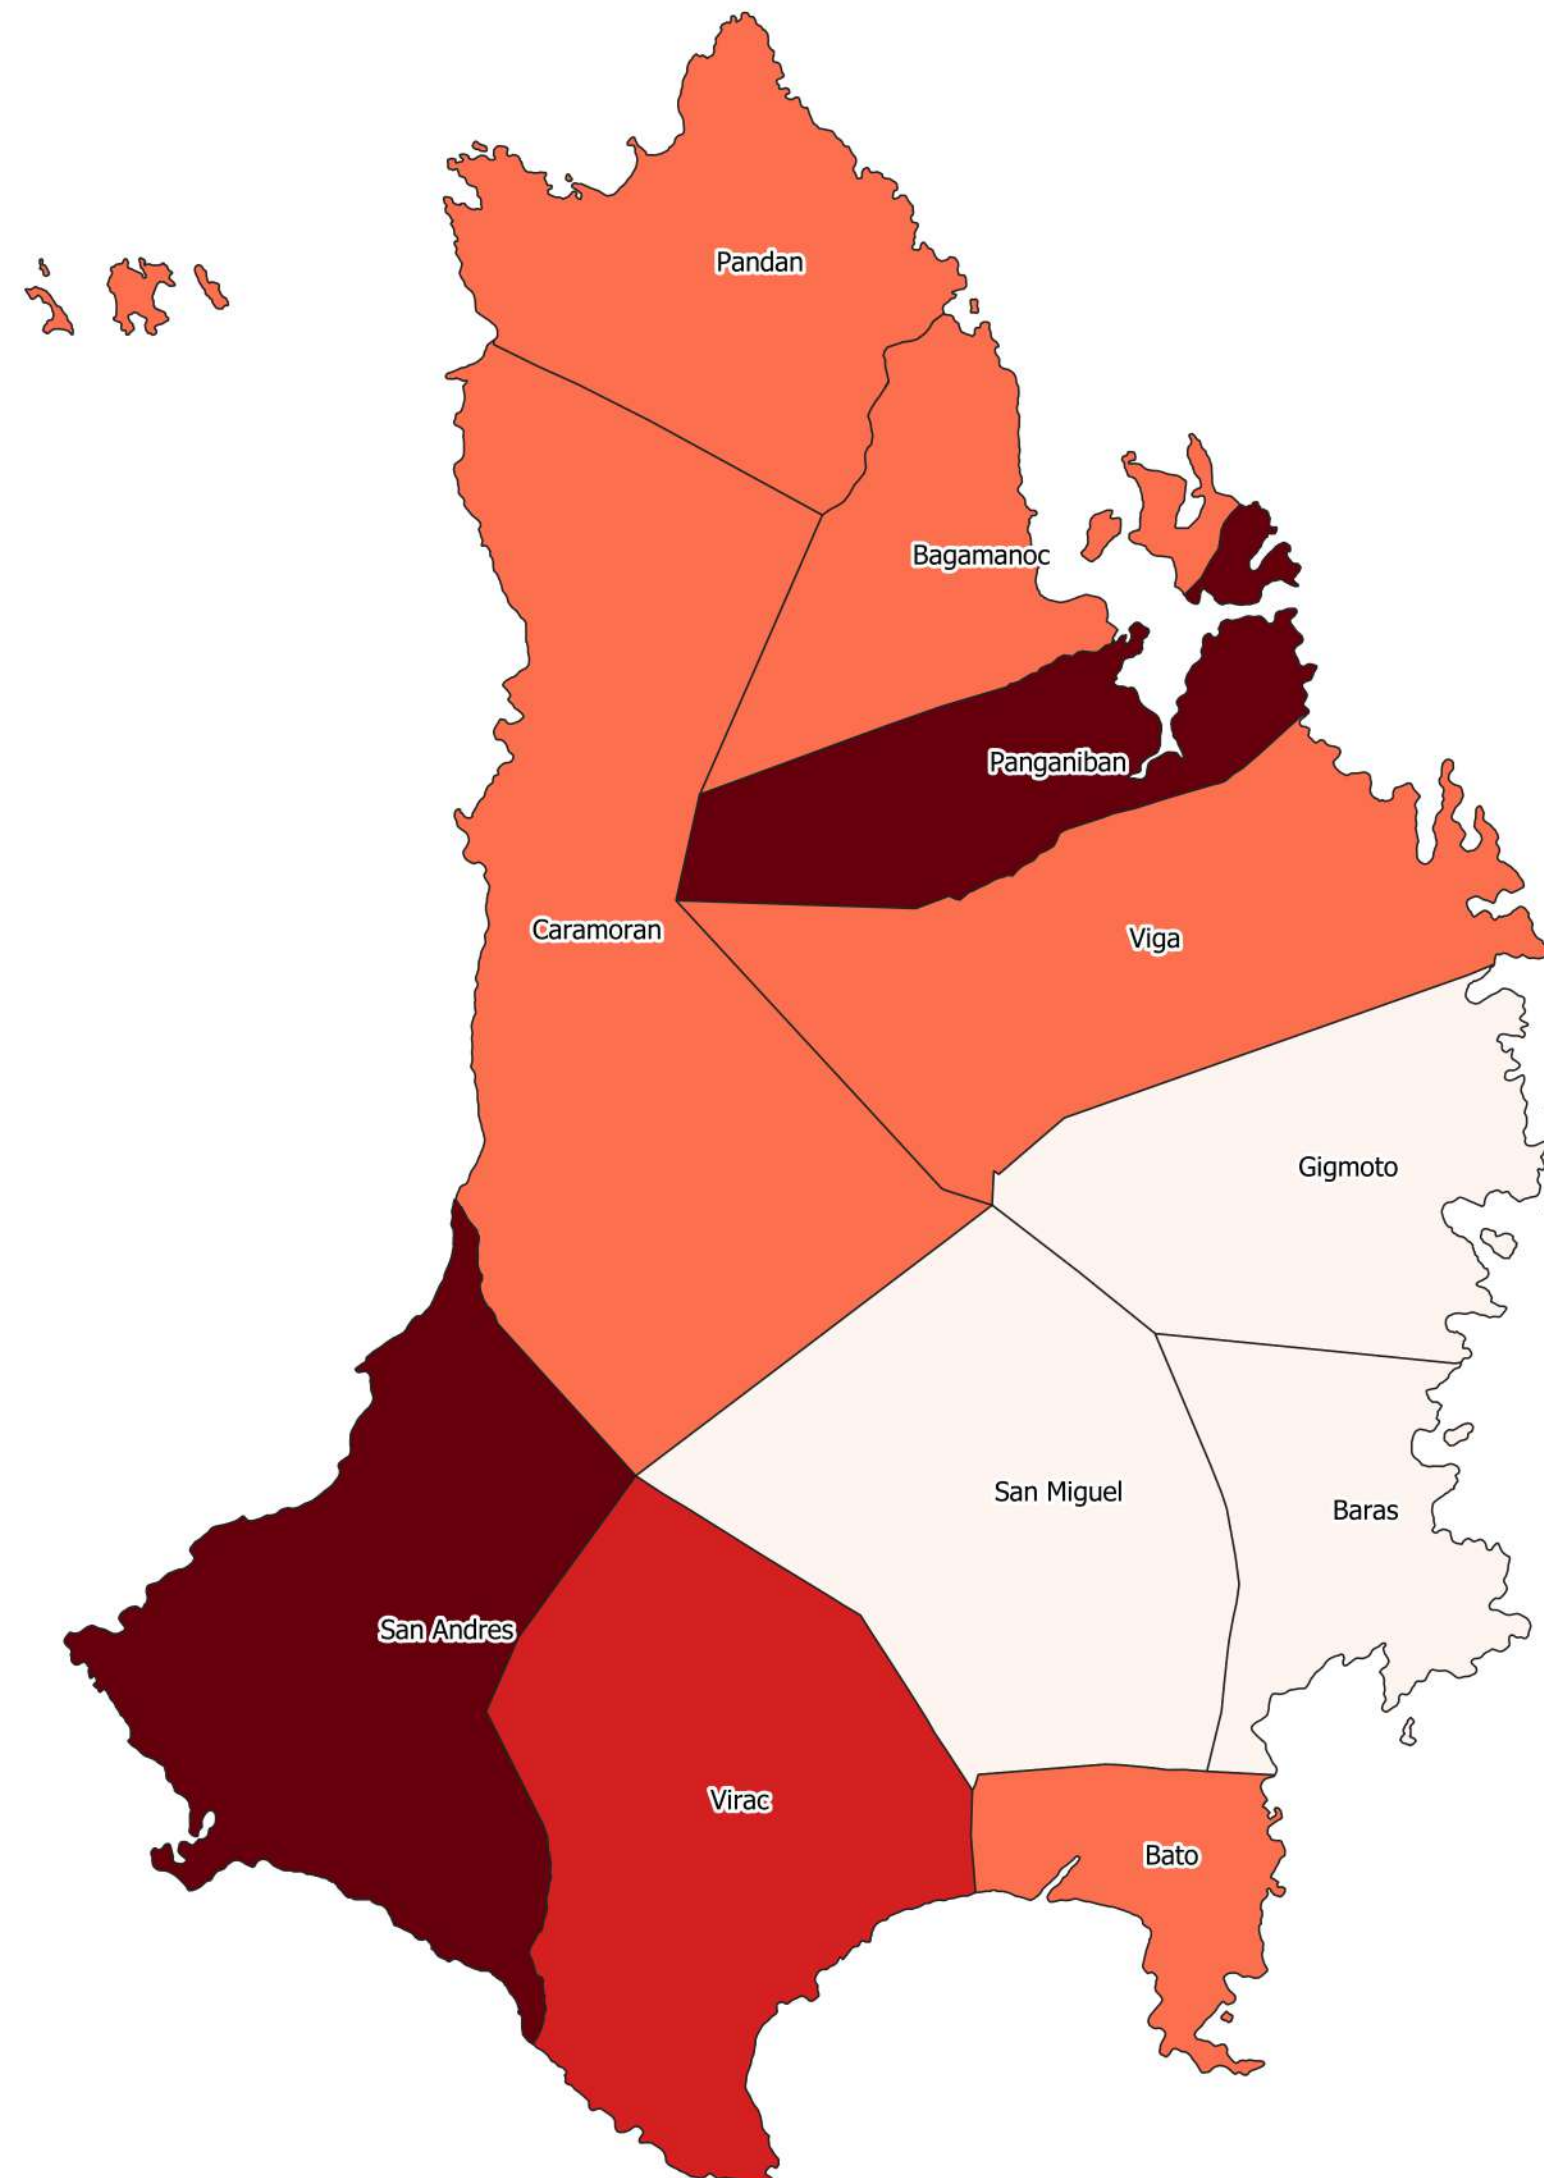 Pandan
Bagamanoc
Panganiban
Caramoran
Viga
Gigmoto
San Miguel
Baras
San Andres
Virac
Bato